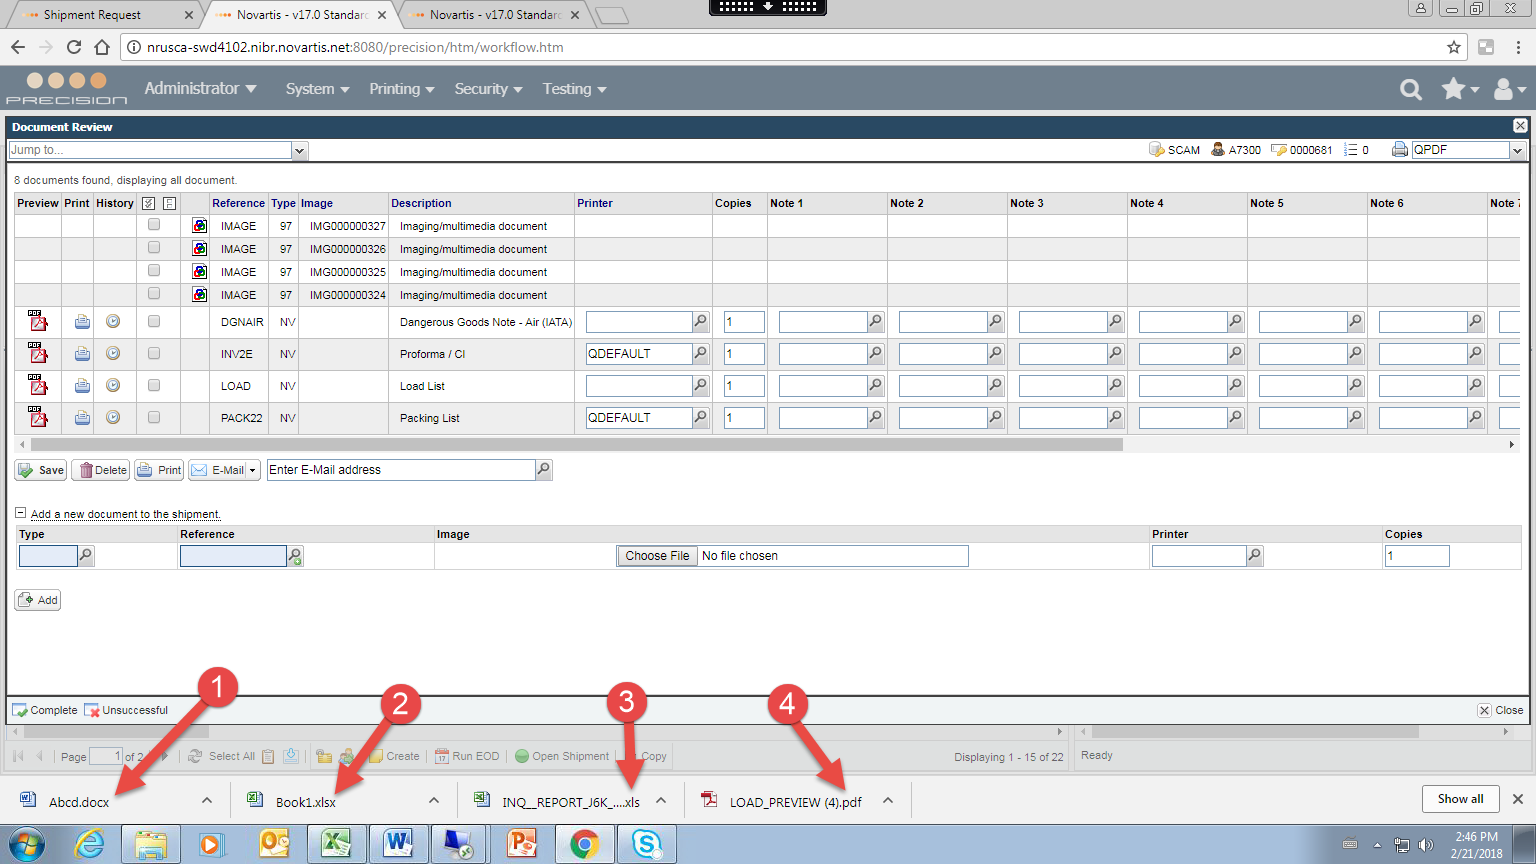 Shipment Request
Novartis - v17.0 Standard
Novartis - v17.0 Standard
nrusca-swd4102.nibr.novartis.net:8080/precision/htm/workflow.htm
PRECISION
Administrator System Printing Security Testing
Document Review
Jump to...
SCAM A7300 0000681 0 QPDF
8 documents found, displaying all document.
Preview Print History Reference Type Image Description Printer Copies Note 1 Note 2 Note 3 Note 4 Note 5 Note 6 Note 7
IMAGE 97 IMG000000327 Imaging/multimedia document
IMAGE 97 IMG000000326 Imaging/multimedia document
IMAGE 97 IMG000000325 Imaging/multimedia document
IMAGE 97 IMG000000324 Imaging/multimedia document
PDF DGNAIR NV Dangerous Goods Note - Air (IATA) 1
PDF INV2E NV Proforma / CI QDEFAULT 1
PDF LOAD NV Load List 1
PDF PACK22 NV Packing List QDEFAULT 1
Save Delete Print E-Mail Enter E-Mail address
Add a new document to the shipment.
Type Reference Image Printer Copies
Choose File No file chosen 1
Add
1 2 3 4
Complete Unsuccessful Close
Page 1 of 2 Select All Create Run EOD Open Shipment Copy Displaying 1 - 15 of 22 Ready
Abcd.docx Book1.xlsx INQ__REPORT_J6K_....xls LOAD_PREVIEW (4).pdf Show all
2:46 PM
2/21/2018